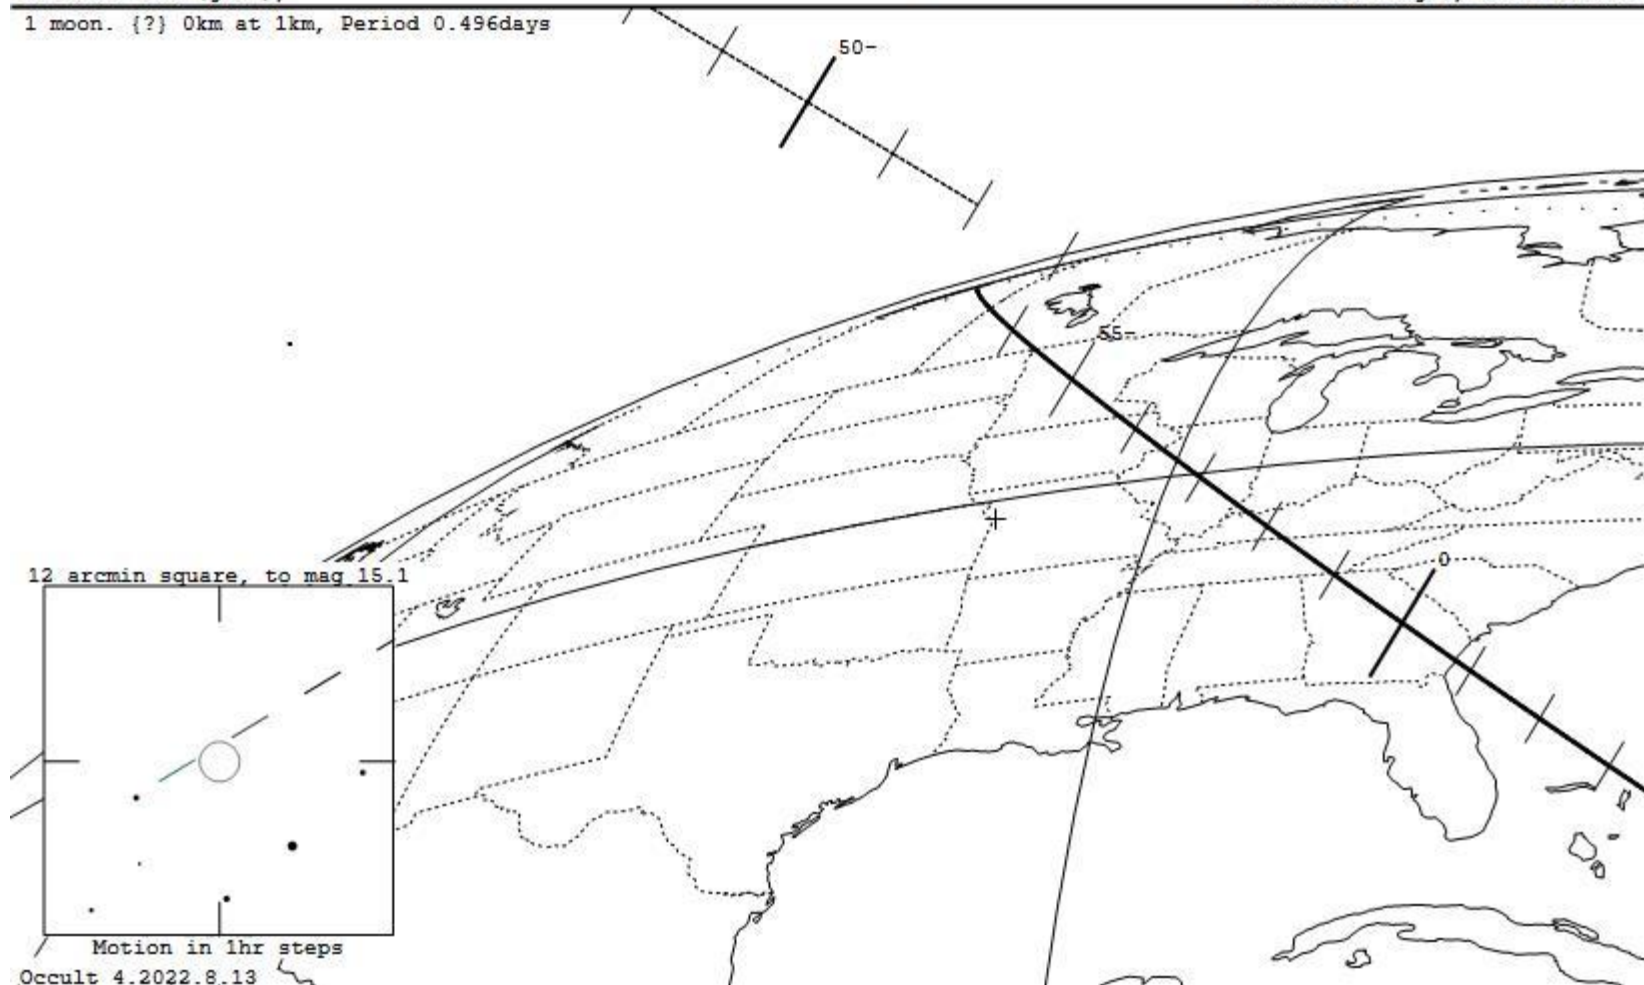 1 moon. {?} 0km at 1km, Period 0.496days
50-
55-
0
12 arcmin square, to mag 15.1
Motion in 1hr steps
Occult 4.2022.8.13